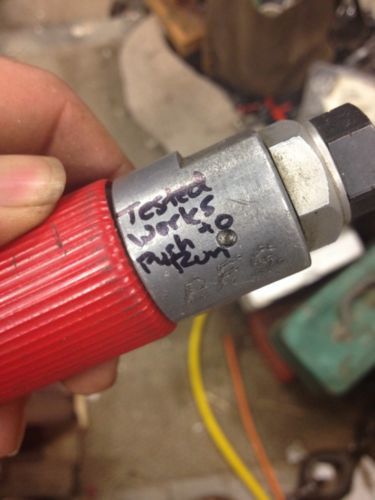 Tested
Works
Push to
Run